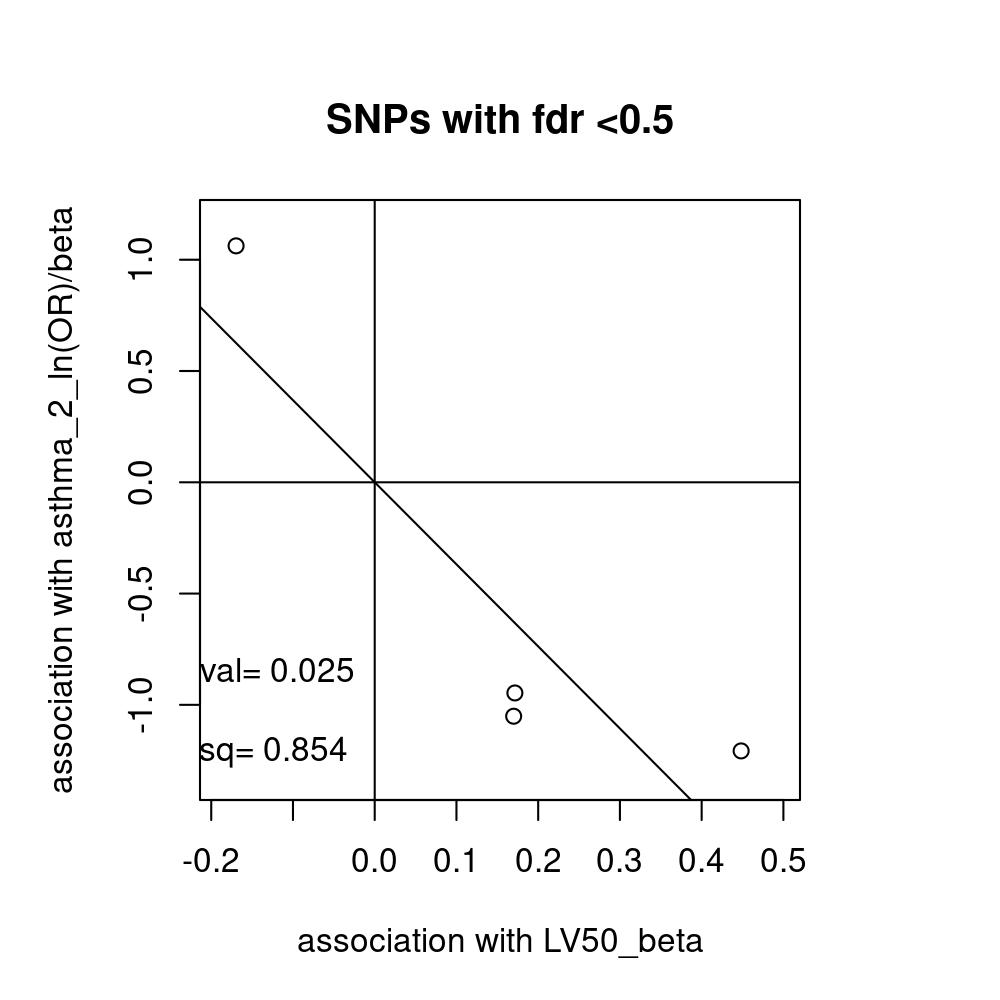 SNPs with fdr <0.5
association with asthma_2_ln(OR)/beta
1.0
0.5
0.0
-0.5
-1.0
val= 0.025
sq= 0.854
-0.2 0.0 0.1 0.2 0.3 0.4 0.5
association with LV50_beta